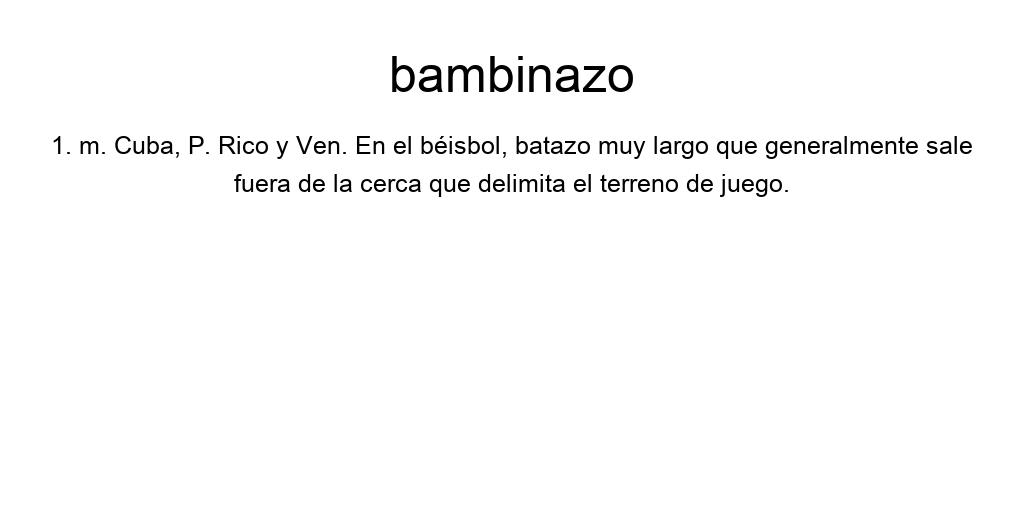 bambinazo
1. m. Cuba, P. Rico y Ven. En el béisbol, batazo muy largo que generalmente sale
fuera de la cerca que delimita el terreno de juego.